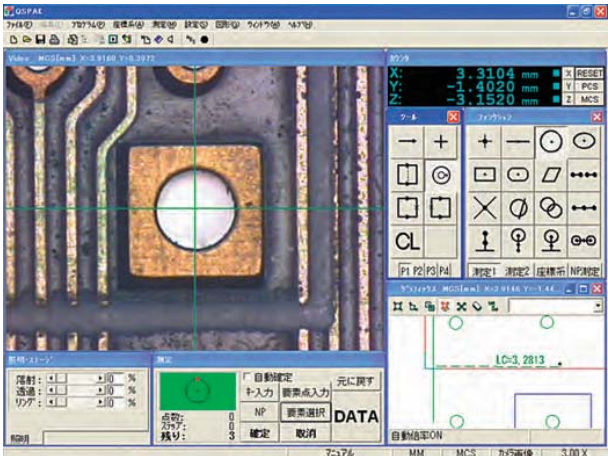 QSPAK
ファイル(F) プログラム(P) 座標系(A) 測定(M) 設定(S) 図形(G) ウインドウ(W) ヘルプ(H)
Video MCS[mm] X=3.9160 Y=0.3972
カウンタ
X: 3.3104 mm X RESET
Y: -1.4020 mm Y PCS
Z: -3.1520 mm Z MCS
ツール
ファンクション
CL
P1 P2 P3 P4
測定1 測定2 座標系 NP測定
グラフィックス MCS[mm]
LC=3, 2813
自動倍率ON
照明・ステージ
落射: 0 %
透過: 0 %
リング: 0 %
照明
測定
自動確定
元に戻す
キー入力 要素点入力
NP 要素選択 DATA
確定 取消
点数: 0
ステップ: 0
残り: 3
マニュアル MM MCS カメラ画像 3.00 X